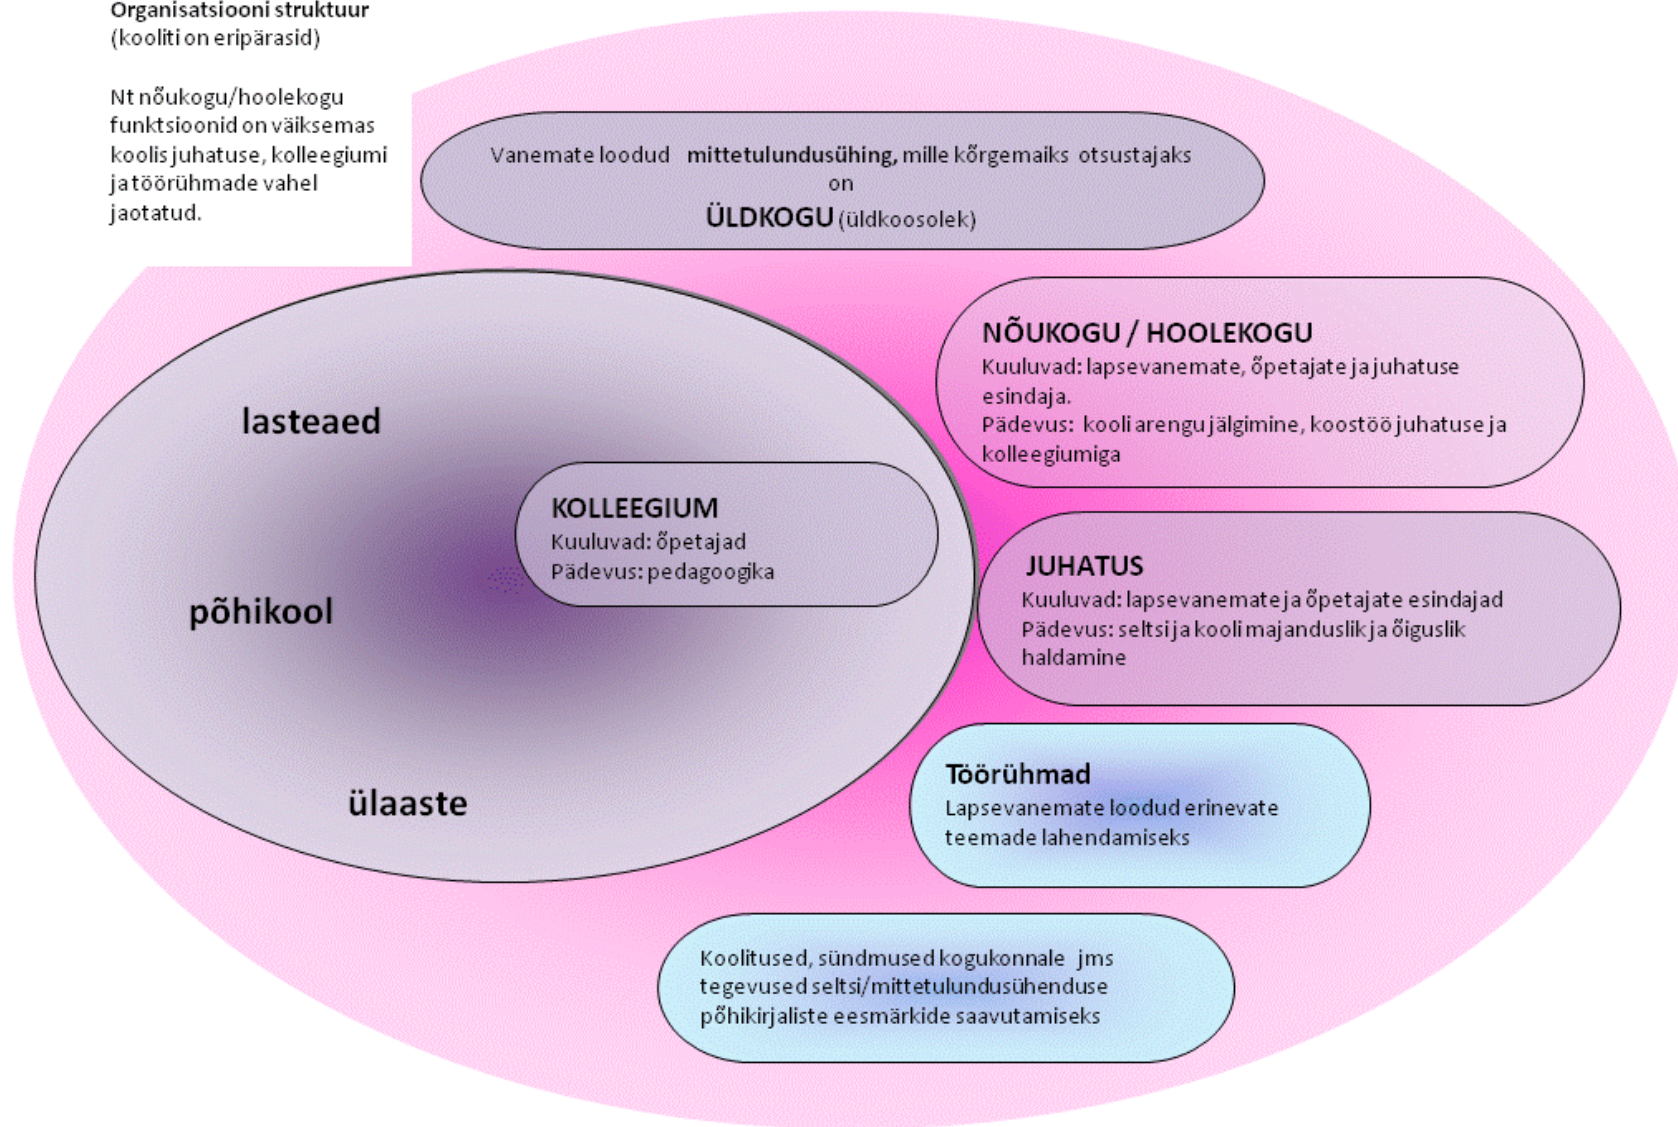 Organisatsiooni struktuur
(kooliti on eripärasid)
Nt nõukogu/hoolekogu
funktsioonid on väiksemas
koolis juhatuse, kolleegiumi
ja töörühmade vahel
jaotatud.
Vanemate loodud mittetulundusühing, mille kõrgemaiks otsustajaks
on
ÜLDKOGU (üldkoosolek)
NÕUKOGU / HOOLEKOGU
Kuuluvad: lapsevanemate, õpetajate ja juhatuse
esindaja.
Pädevus: kooli arengu jälgimine, koostöö juhatuse ja
kolleegiumiga
lasteaed
KOLLEEGIUM
Kuuluvad: õpetajad
Pädevus: pedagoogika
põhikool
JUHATUS
Kuuluvad: lapsevanemate ja õpetajate esindajad
Pädevus: seltsi ja kooli majanduslik ja õiguslik
haldamine
ülaaste
Töörühmad
Lapsevanemate loodud erinevate
teemade lahendamiseks
Koolitused, sündmused kogukonnale jms
tegevused seltsi/mittetulundusühenduse
põhikirjaliste eesmärkide saavutamiseks